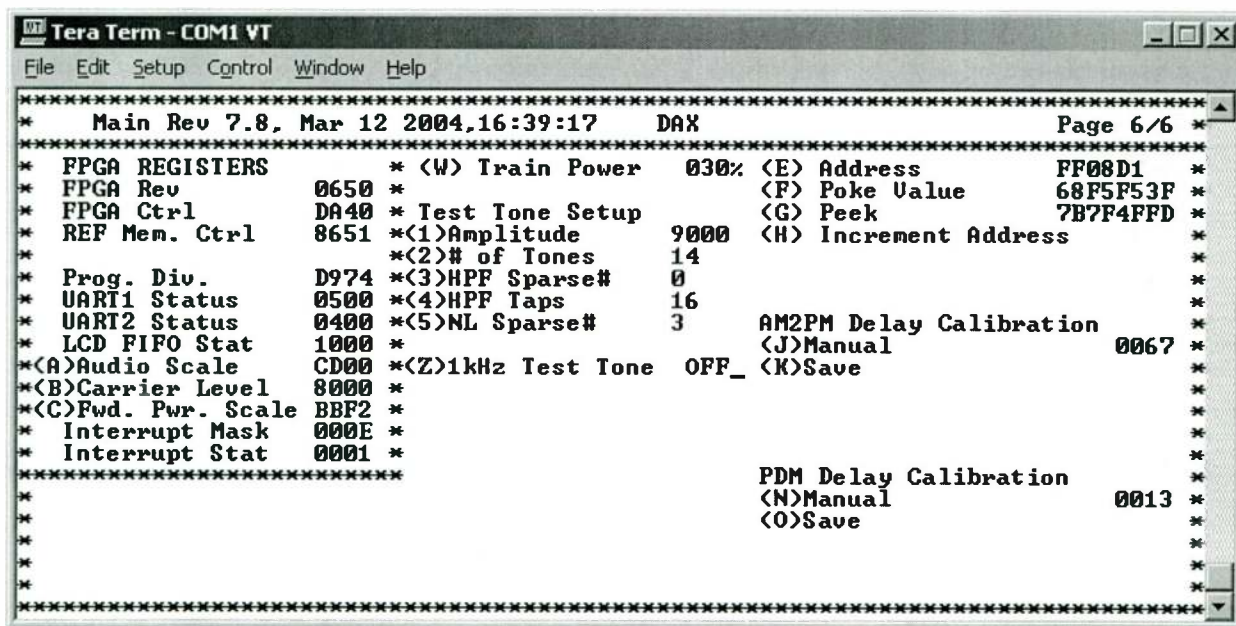 Tera Term - COM1 VT
File Edit Setup Control Window Help
********************************************************************************
* Main Rev 7.8, Mar 12 2004,16:39:17 DAX Page 6/6 *
********************************************************************************
* FPGA REGISTERS * (W) Train Power 030% (E) Address FF08D1 *
* FPGA Rev 0650 * (F) Poke Value 68F5F53F *
* FPGA Ctrl DA40 * Test Tone Setup (G) Peek 7B7F4FFD *
* REF Mem. Ctrl 8651 *(1)Amplitude 9000 (H) Increment Address *
* *(2)# of Tones 14 *
* Prog. Div. D974 *(3)HPF Sparse# 0 *
* UART1 Status 0500 *(4)HPF Taps 16 *
* UART2 Status 0400 *(5)NL Sparse# 3 AM2PM Delay Calibration *
* LCD FIFO Stat 1000 * (J)Manual 0067 *
*(A)Audio Scale CD00 *(Z)1kHz Test Tone OFF_ (K)Save *
*(B)Carrier Level 8000 * *
*(C)Fwd. Pwr. Scale BBF2 * *
* Interrupt Mask 000E * *
* Interrupt Stat 0001 * *
************************** PDM Delay Calibration *
* (N)Manual 0013 *
* (O)Save *
* *
* *
* *
********************************************************************************